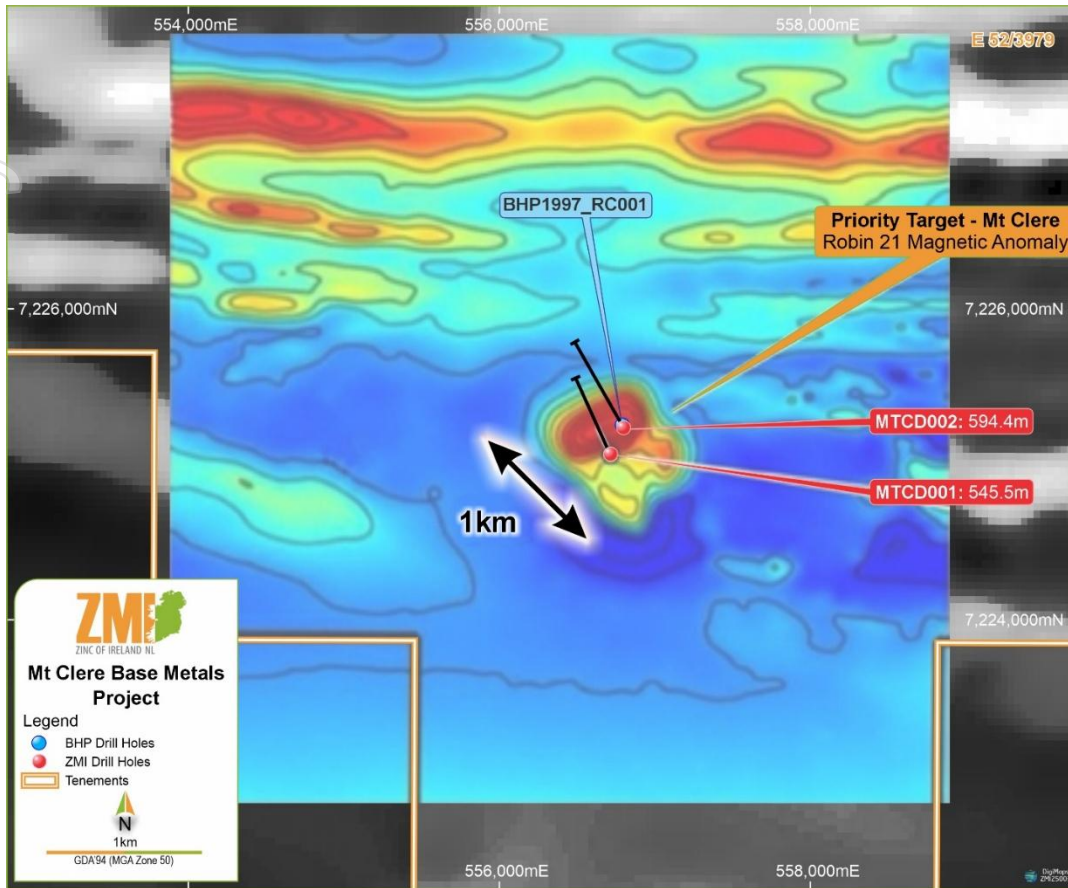 554,000mE
556,000mE
558,000mE
E 52/3979
BHP1997_RC001
Priority Target - Mt Clere
Robin 21 Magnetic Anomaly
7,226,000mN
7,226,000mN
MTCD002: 594.4m
MTCD001: 545.5m
1km
7,224,000mN
ZMI
ZINC OF IRELAND NL
Mt Clere Base Metals
Project
Legend
BHP Drill Holes
ZMI Drill Holes
Tenements
N
1km
GDA'94 (MGA Zone 50)
556,000mE
558,000mE
DigiMaps